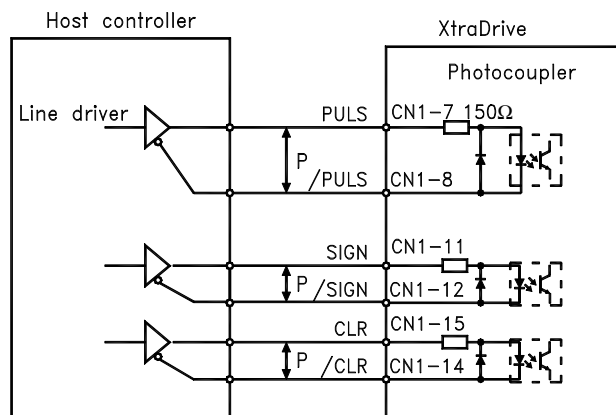 Host controller
XtraDrive
Photocoupler
Line driver
PULS CN1-7 150Ω
P
/PULS CN1-8
SIGN CN1-11
P
/SIGN CN1-12
CLR CN1-15
P
/CLR CN1-14